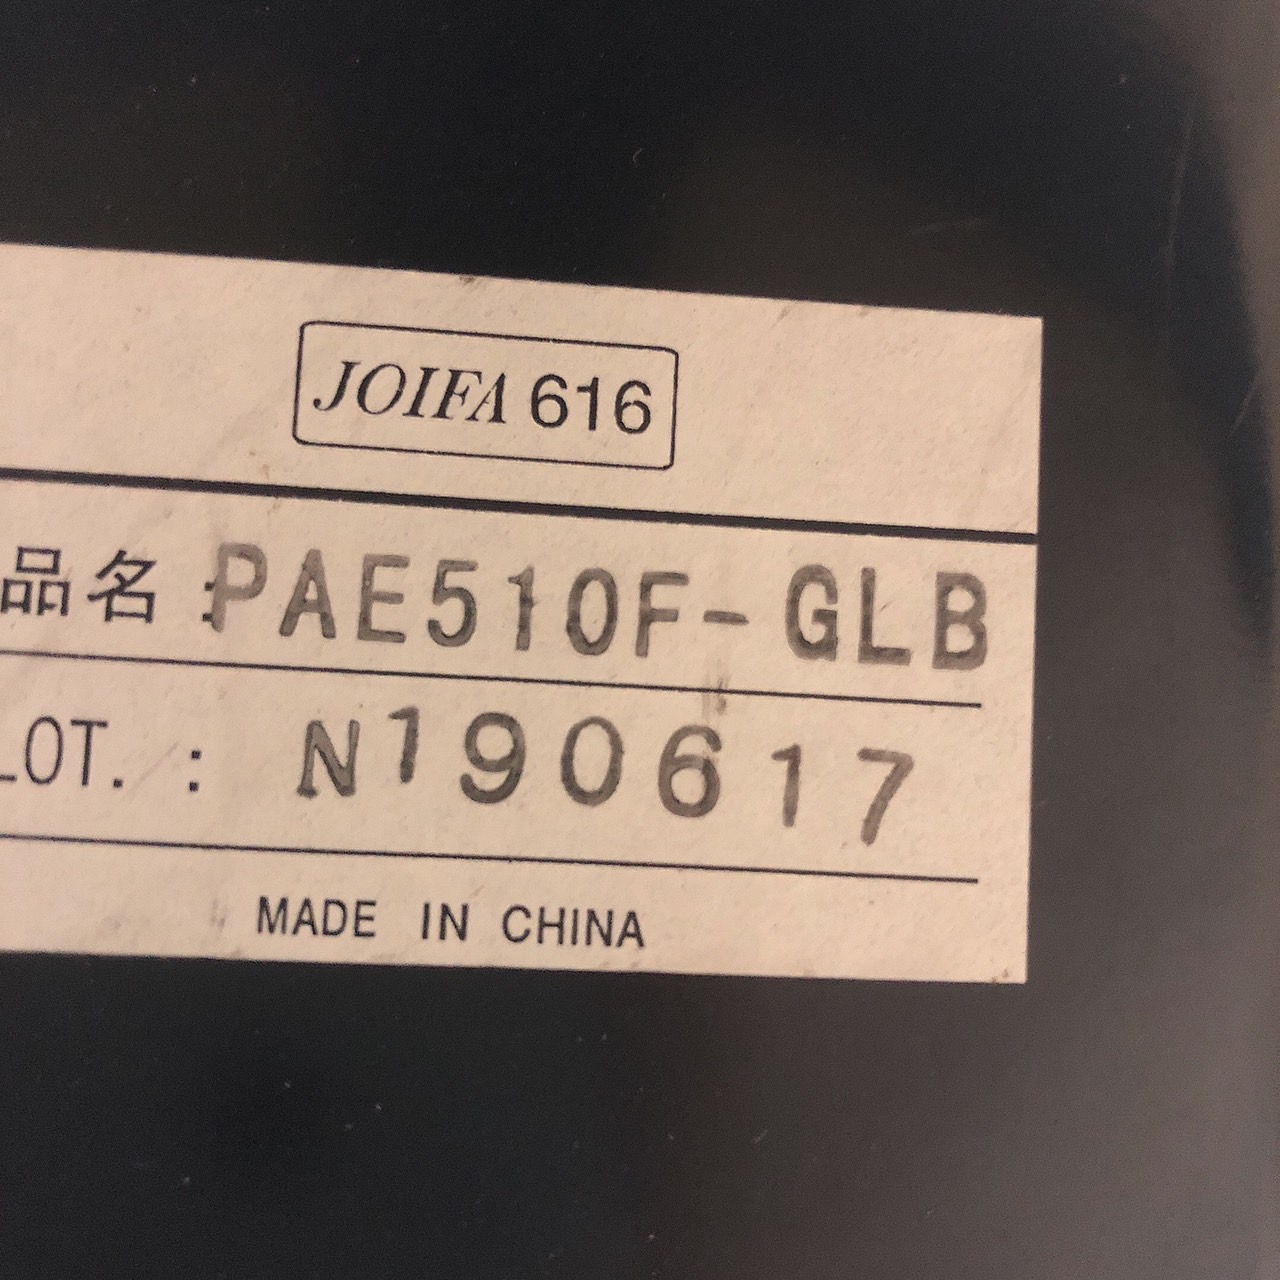 JOIFA 616
品名:PAE510F-GLB
LOT. : N190617
MADE IN CHINA